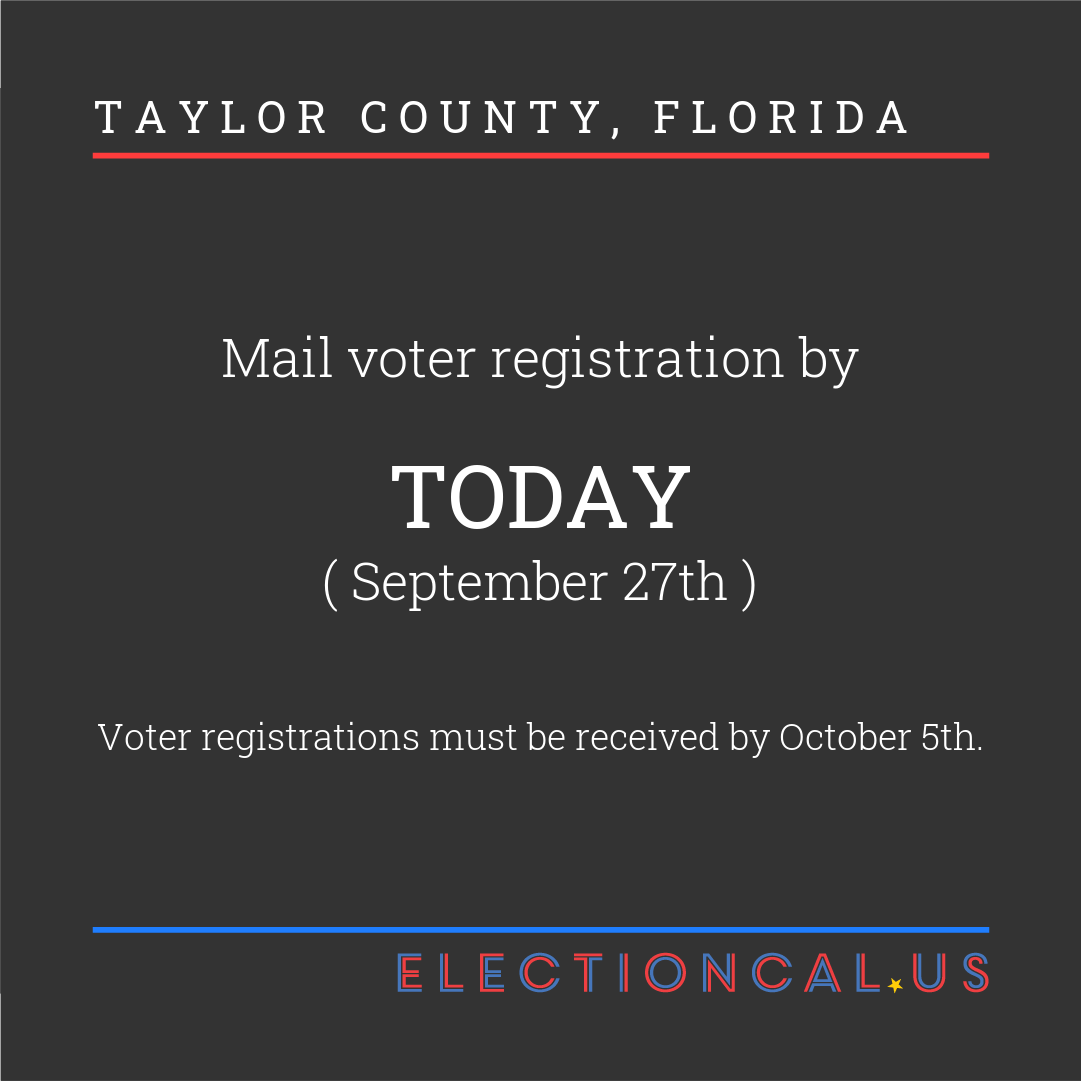 TAYLOR COUNTY, FLORIDA
Mail voter registration by
TODAY
( September 27th )
Voter registrations must be received by October 5th.
ELECTIONCAL.US